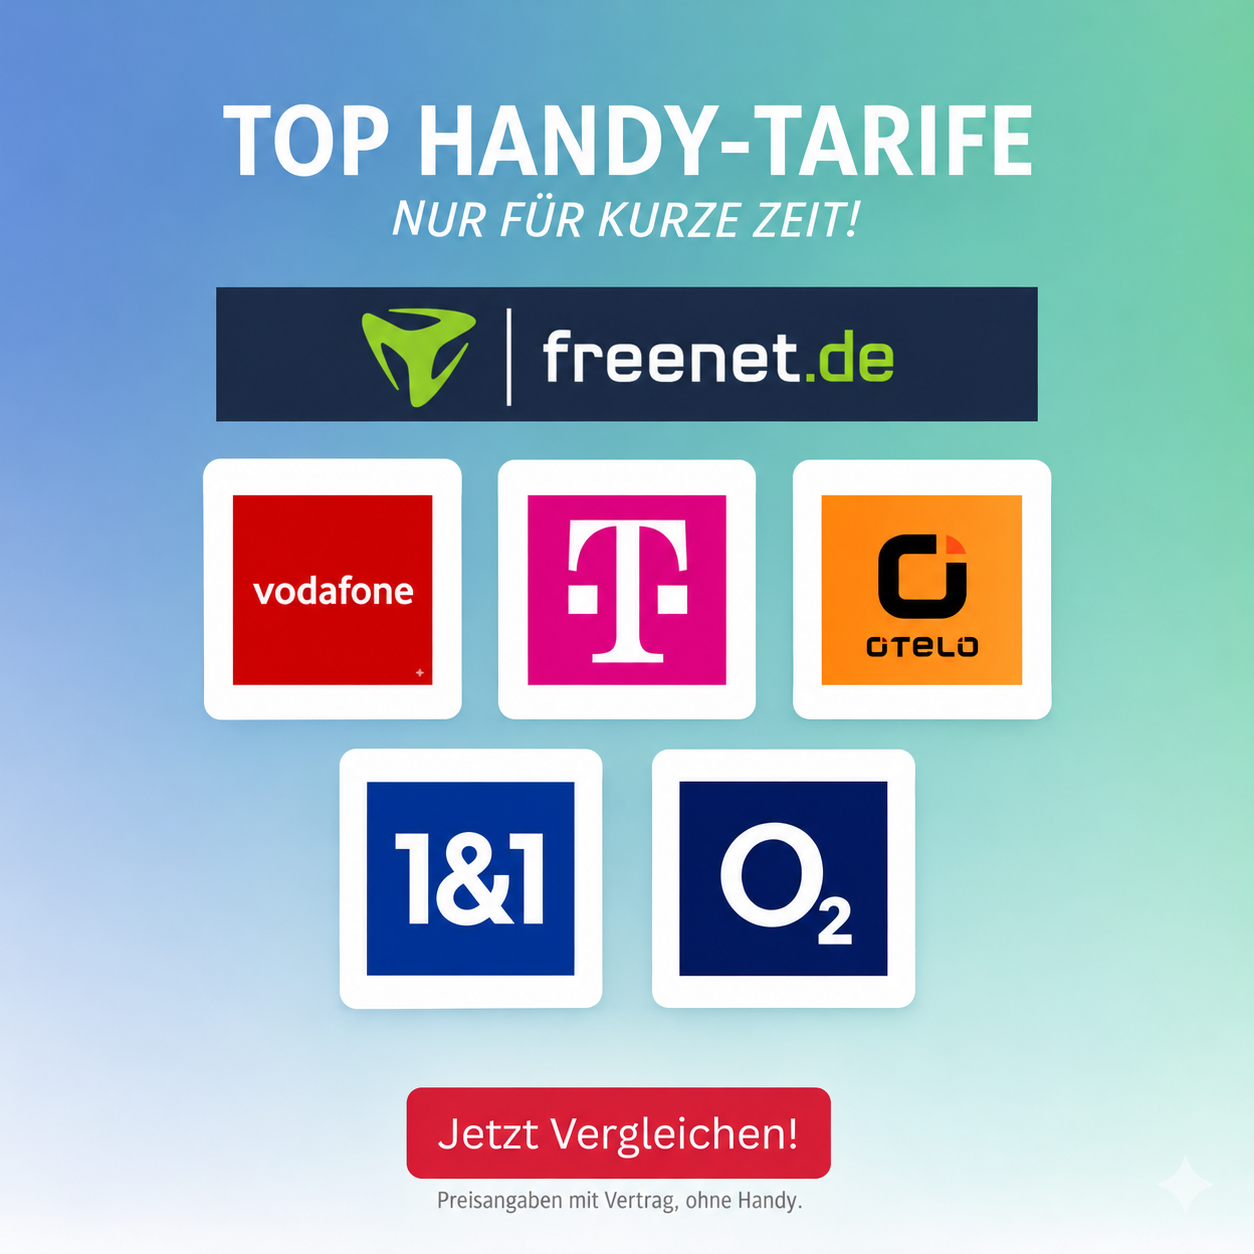 TOP HANDY-TARIFE
NUR FÜR KURZE ZEIT!
freenet.de
vodafone
T
OTELO
1&1
O2
Jetzt Vergleichen!
Preisangaben mit Vertrag, ohne Handy.